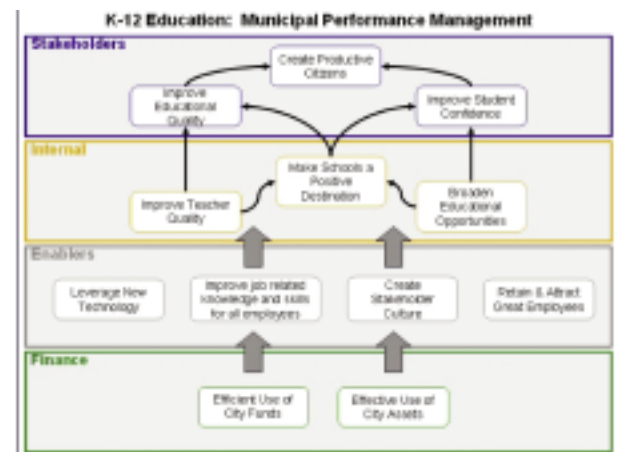 K-12 Education: Municipal Performance Management
Stakeholders
Create Productive
Citizens
Improve
Educational
Quality
Improve Student
Confidence
Internal
Make Schools a
Positive
Destination
Improve Teacher
Quality
Broaden
Educational
Opportunities
Enablers
Leverage New
Technology
Improve job related
knowledge and skills
for all employees
Create
Stakeholder
Culture
Retain & Attract
Great Employees
Finance
Efficient Use of
City Funds
Effective Use of
City Assets